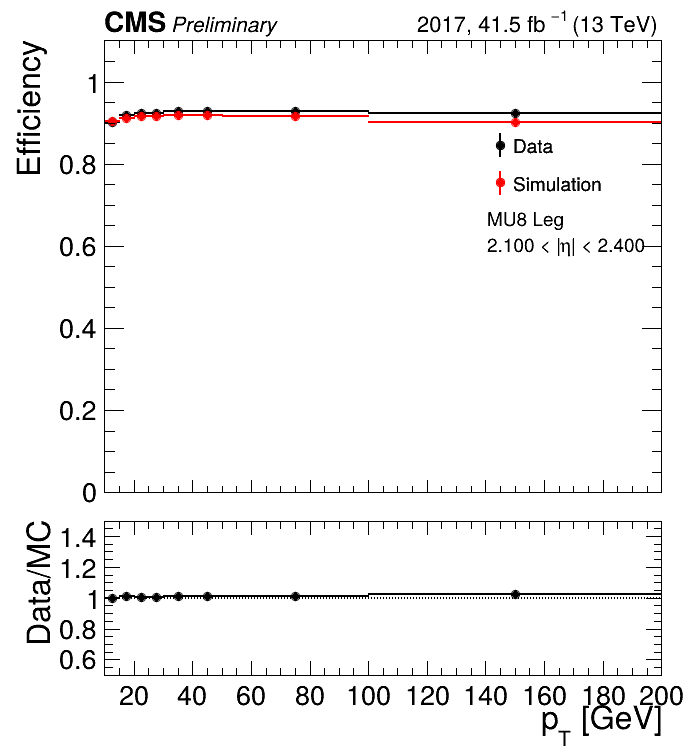 CMS Preliminary 2017, 41.5 fb⁻¹ (13 TeV)
Efficiency
1
0.8
0.6
0.4
0.2
0
Data
Simulation
MU8 Leg
2.100 < |η| < 2.400
Data/MC
1.4
1.2
1
0.8
0.6
20 40 60 80 100 120 140 160 180 200
p_T [GeV]